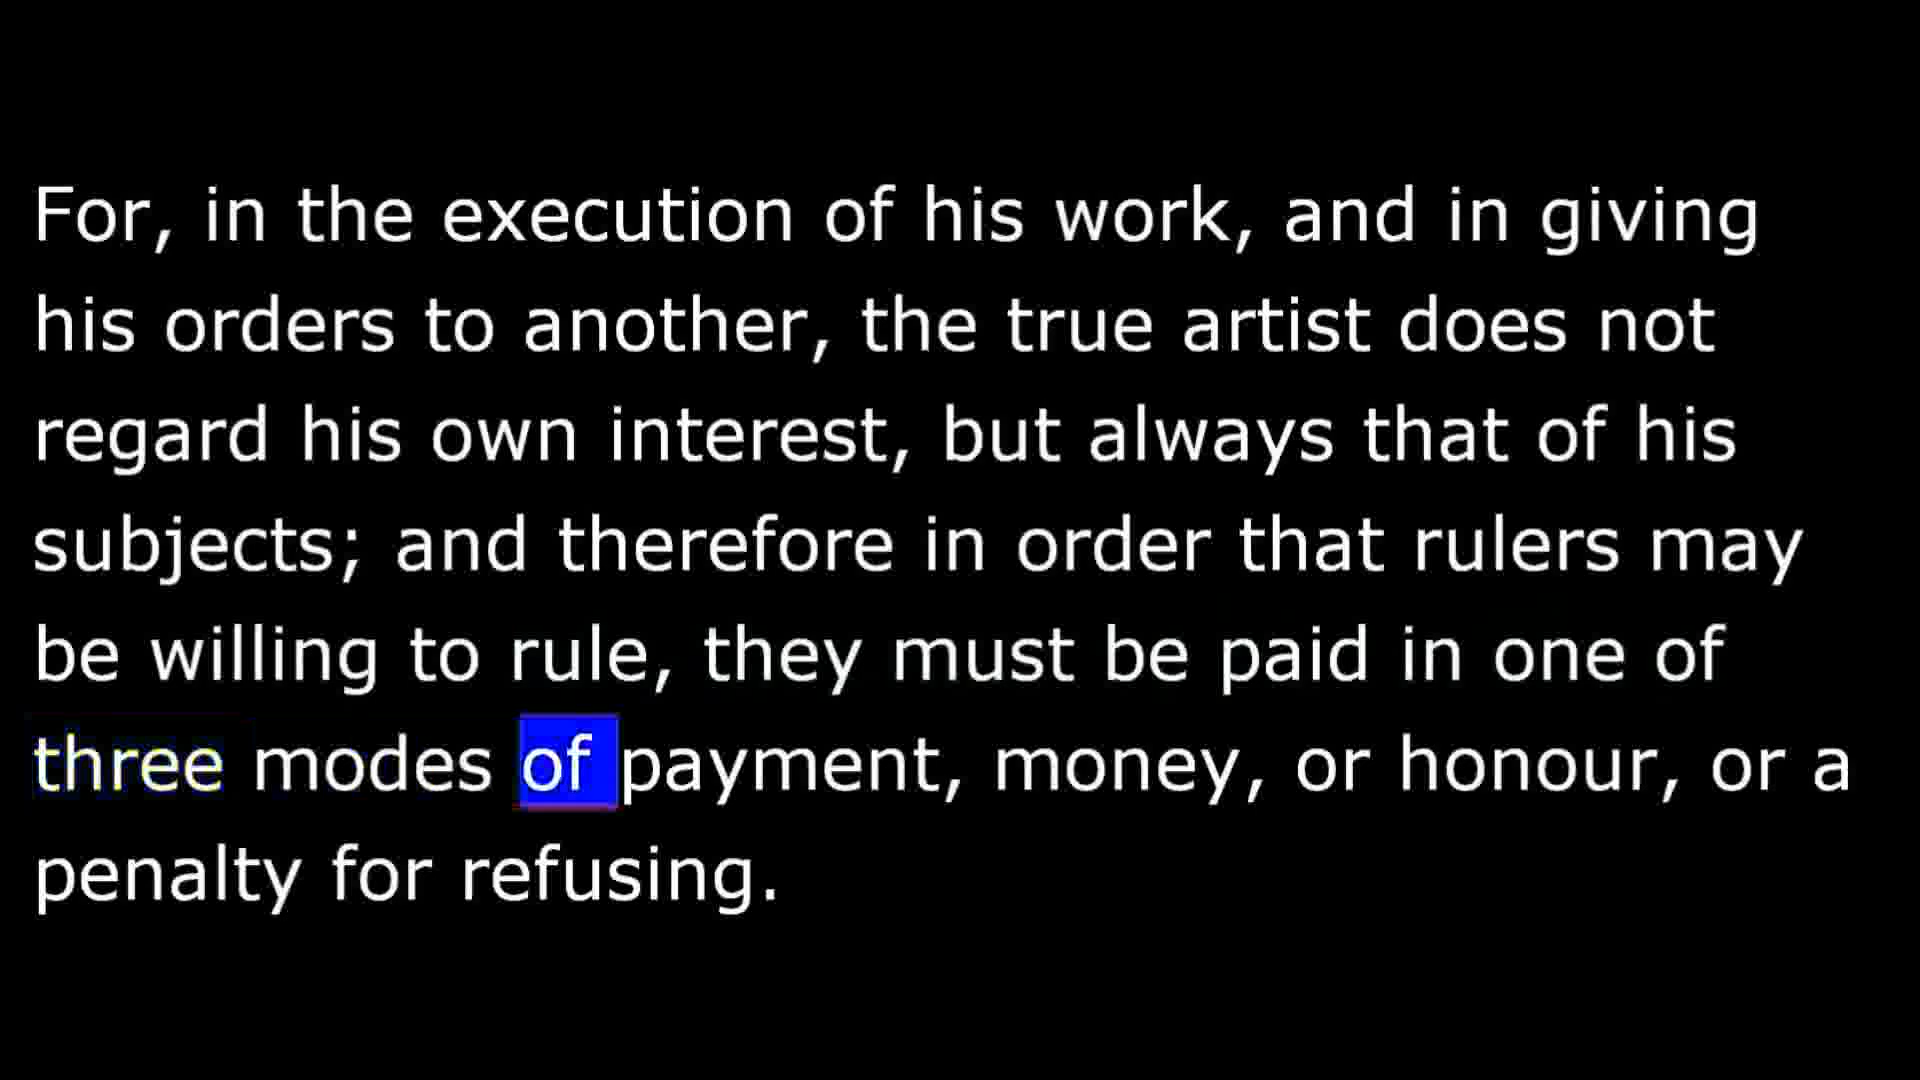 For, in the execution of his work, and in giving
his orders to another, the true artist does not
regard his own interest, but always that of his
subjects; and therefore in order that rulers may
be willing to rule, they must be paid in one of
three modes of payment, money, or honour, or a
penalty for refusing.